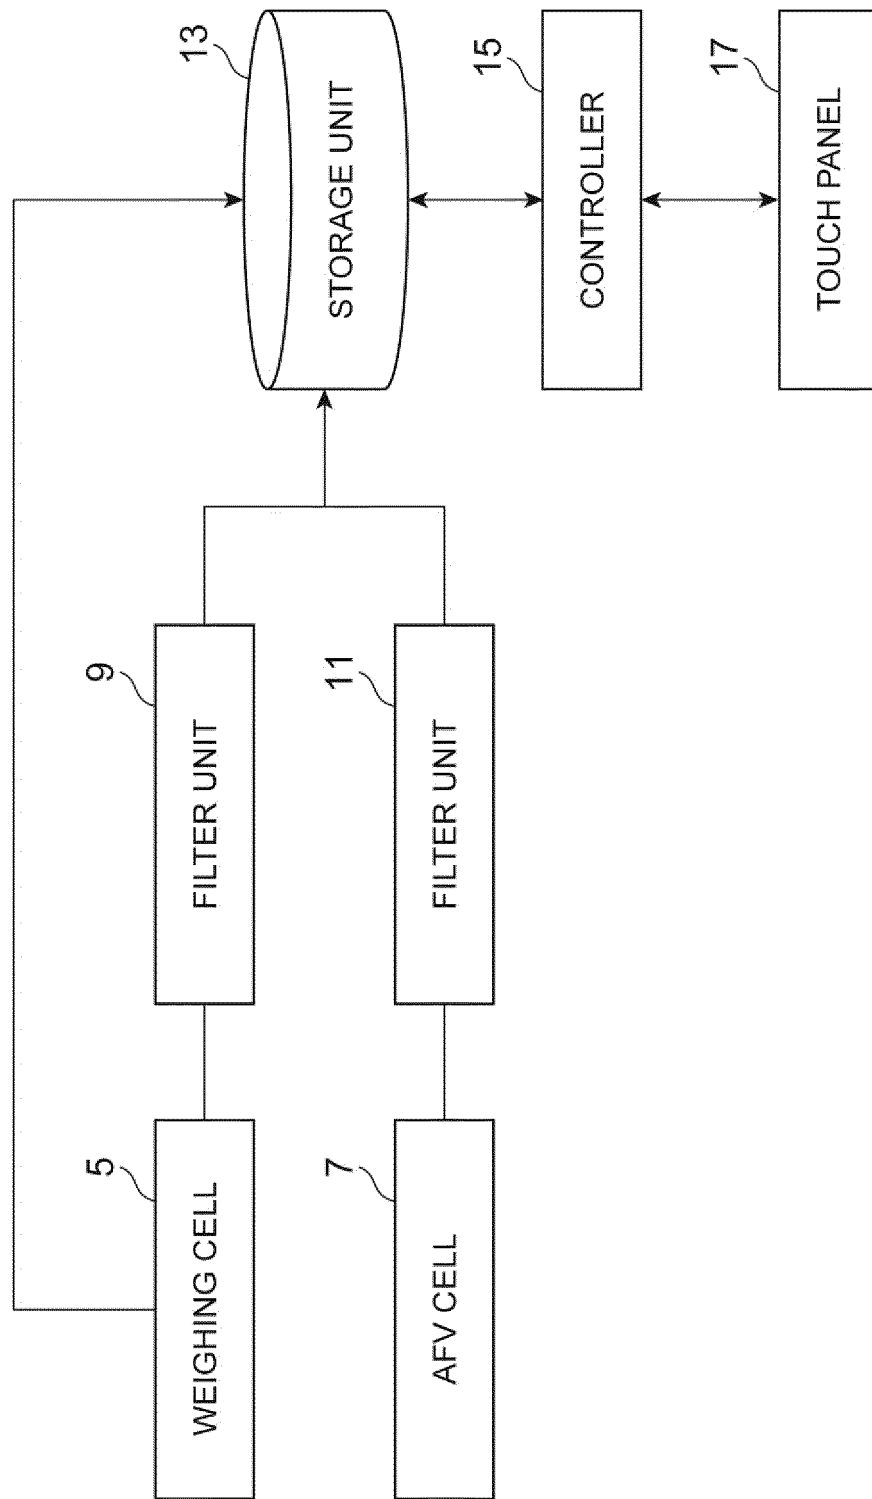 5
WEIGHING CELL
9
FILTER UNIT
13
STORAGE UNIT
7
AFV CELL
11
FILTER UNIT
15
CONTROLLER
17
TOUCH PANEL